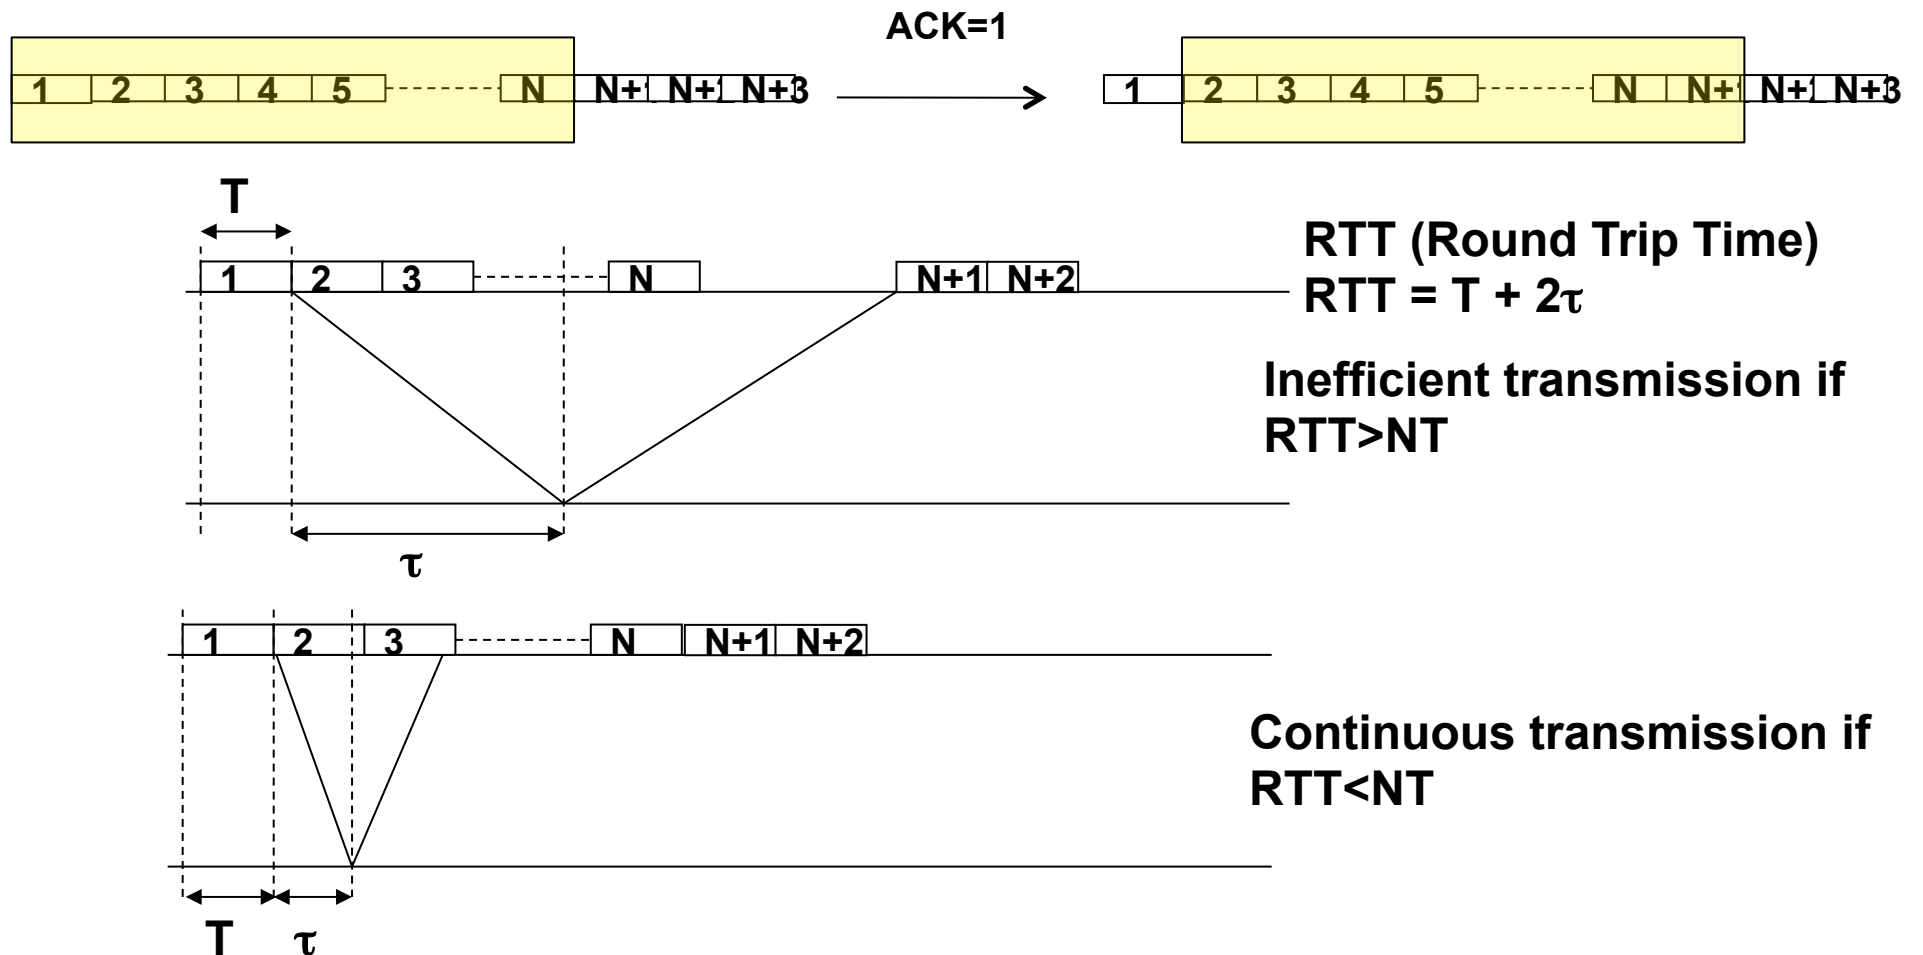 ACK=1
1 2 3 4 5 N N+1 N+2 N+3
1 2 3 4 5 N N+1 N+2 N+3
T
1 2 3 N N+1 N+2
RTT (Round Trip Time)
RTT = T + 2τ
Inefficient transmission if
RTT>NT
τ
1 2 3 N N+1 N+2
Continuous transmission if
RTT<NT
T τ